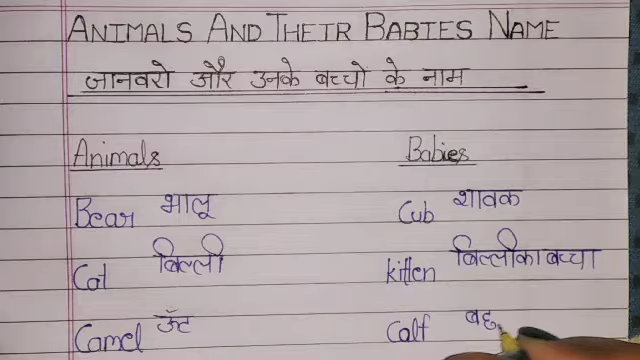 ANIMALS AND THEIR BABIES NAME
जानवरो और उनके बच्चो के नाम
Animals Babies
Bear भालू Cub शावक
Cat बिल्ली kitten बिल्ली का बच्चा
Camel ऊँट Calf बछ